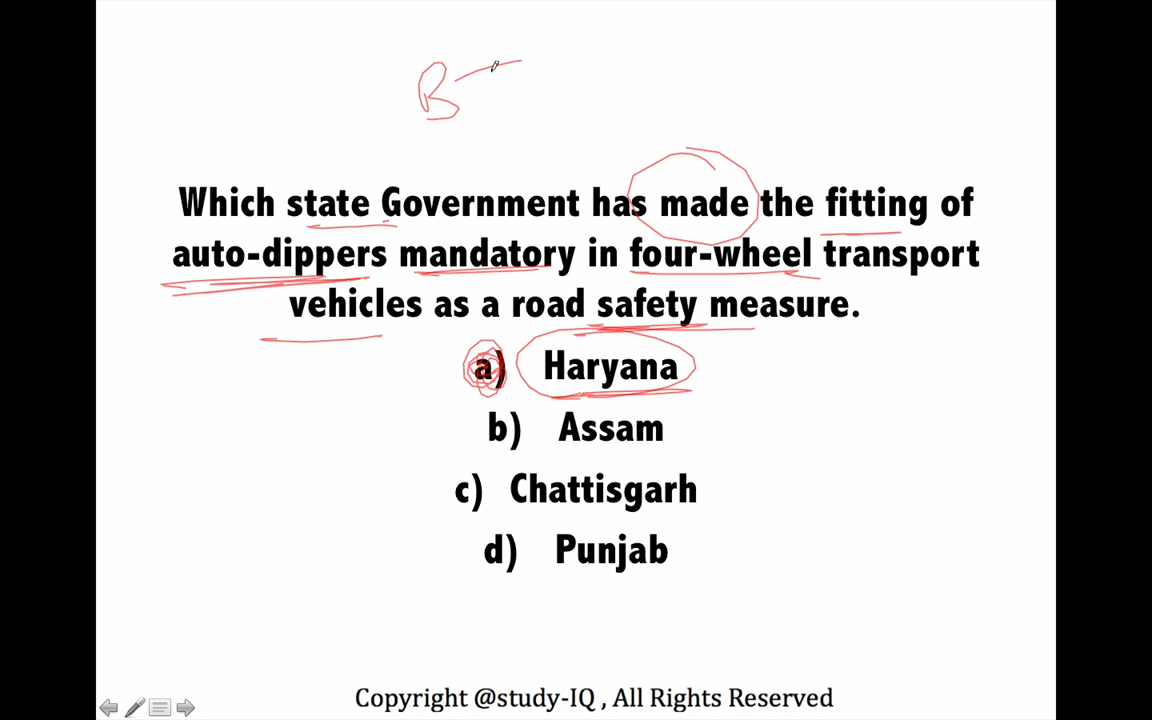 B
Which state Government has made the fitting of
auto-dippers mandatory in four-wheel transport
vehicles as a road safety measure.
a) Haryana
b) Assam
c) Chattisgarh
d) Punjab
Copyright @study-IQ , All Rights Reserved